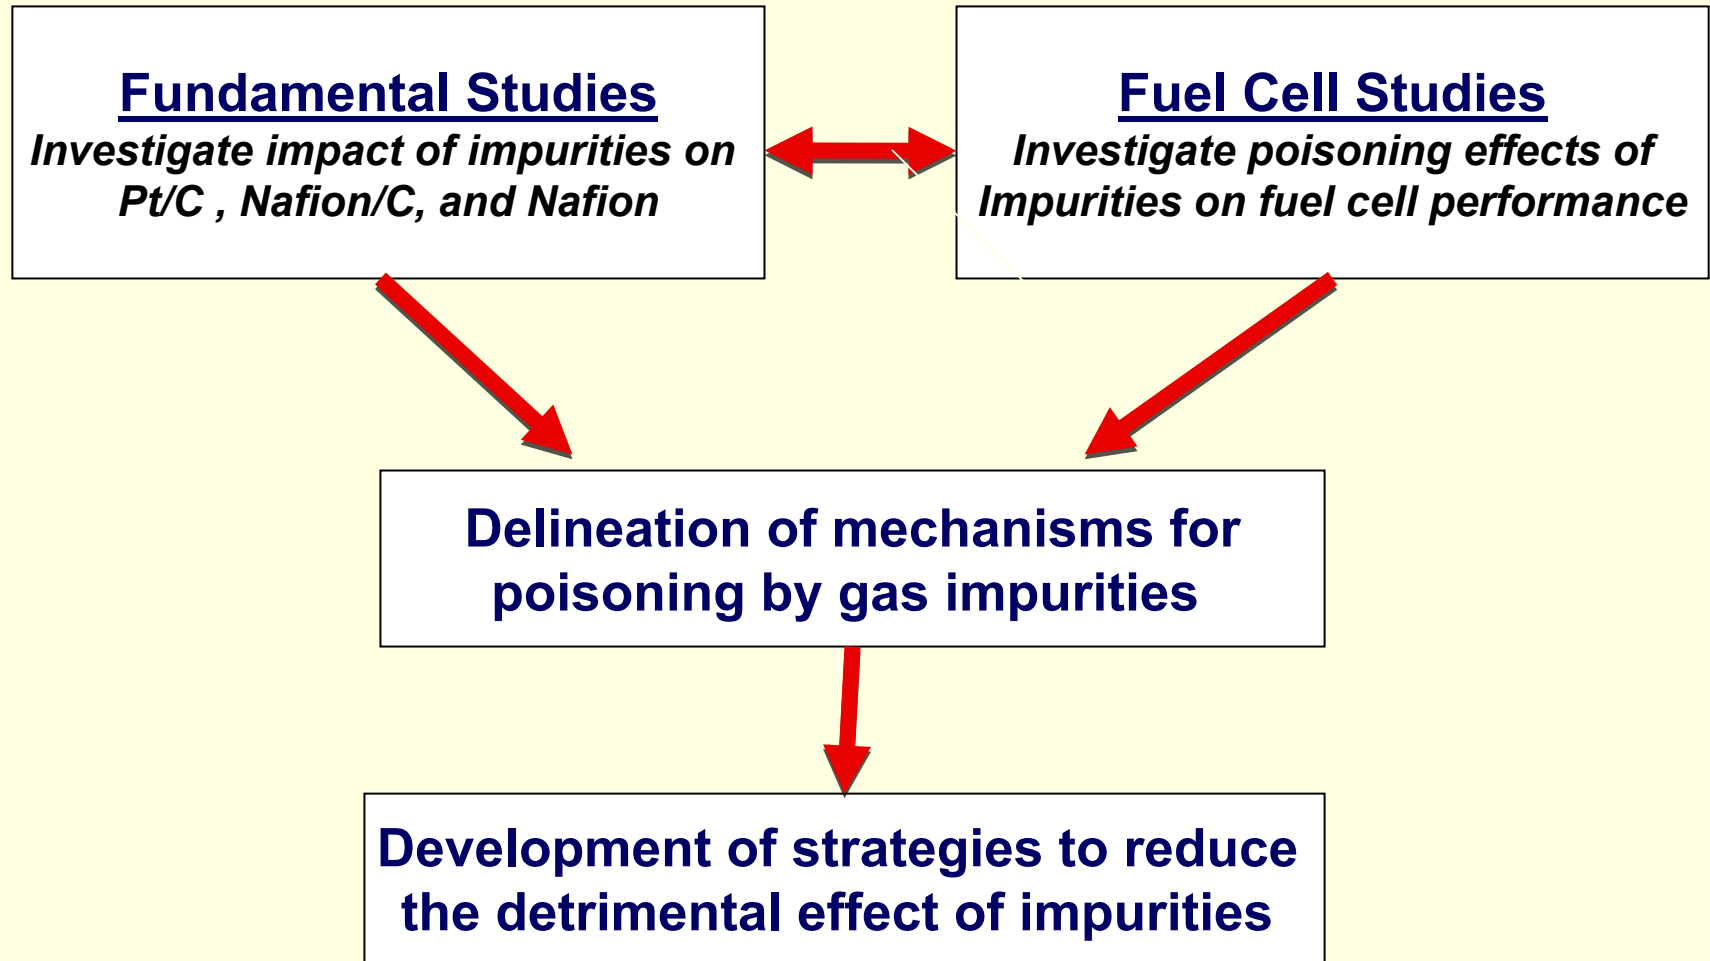 Fundamental Studies
Investigate impact of impurities on
Pt/C , Nafion/C, and Nafion
Fuel Cell Studies
Investigate poisoning effects of
Impurities on fuel cell performance
Delineation of mechanisms for
poisoning by gas impurities
Development of strategies to reduce
the detrimental effect of impurities